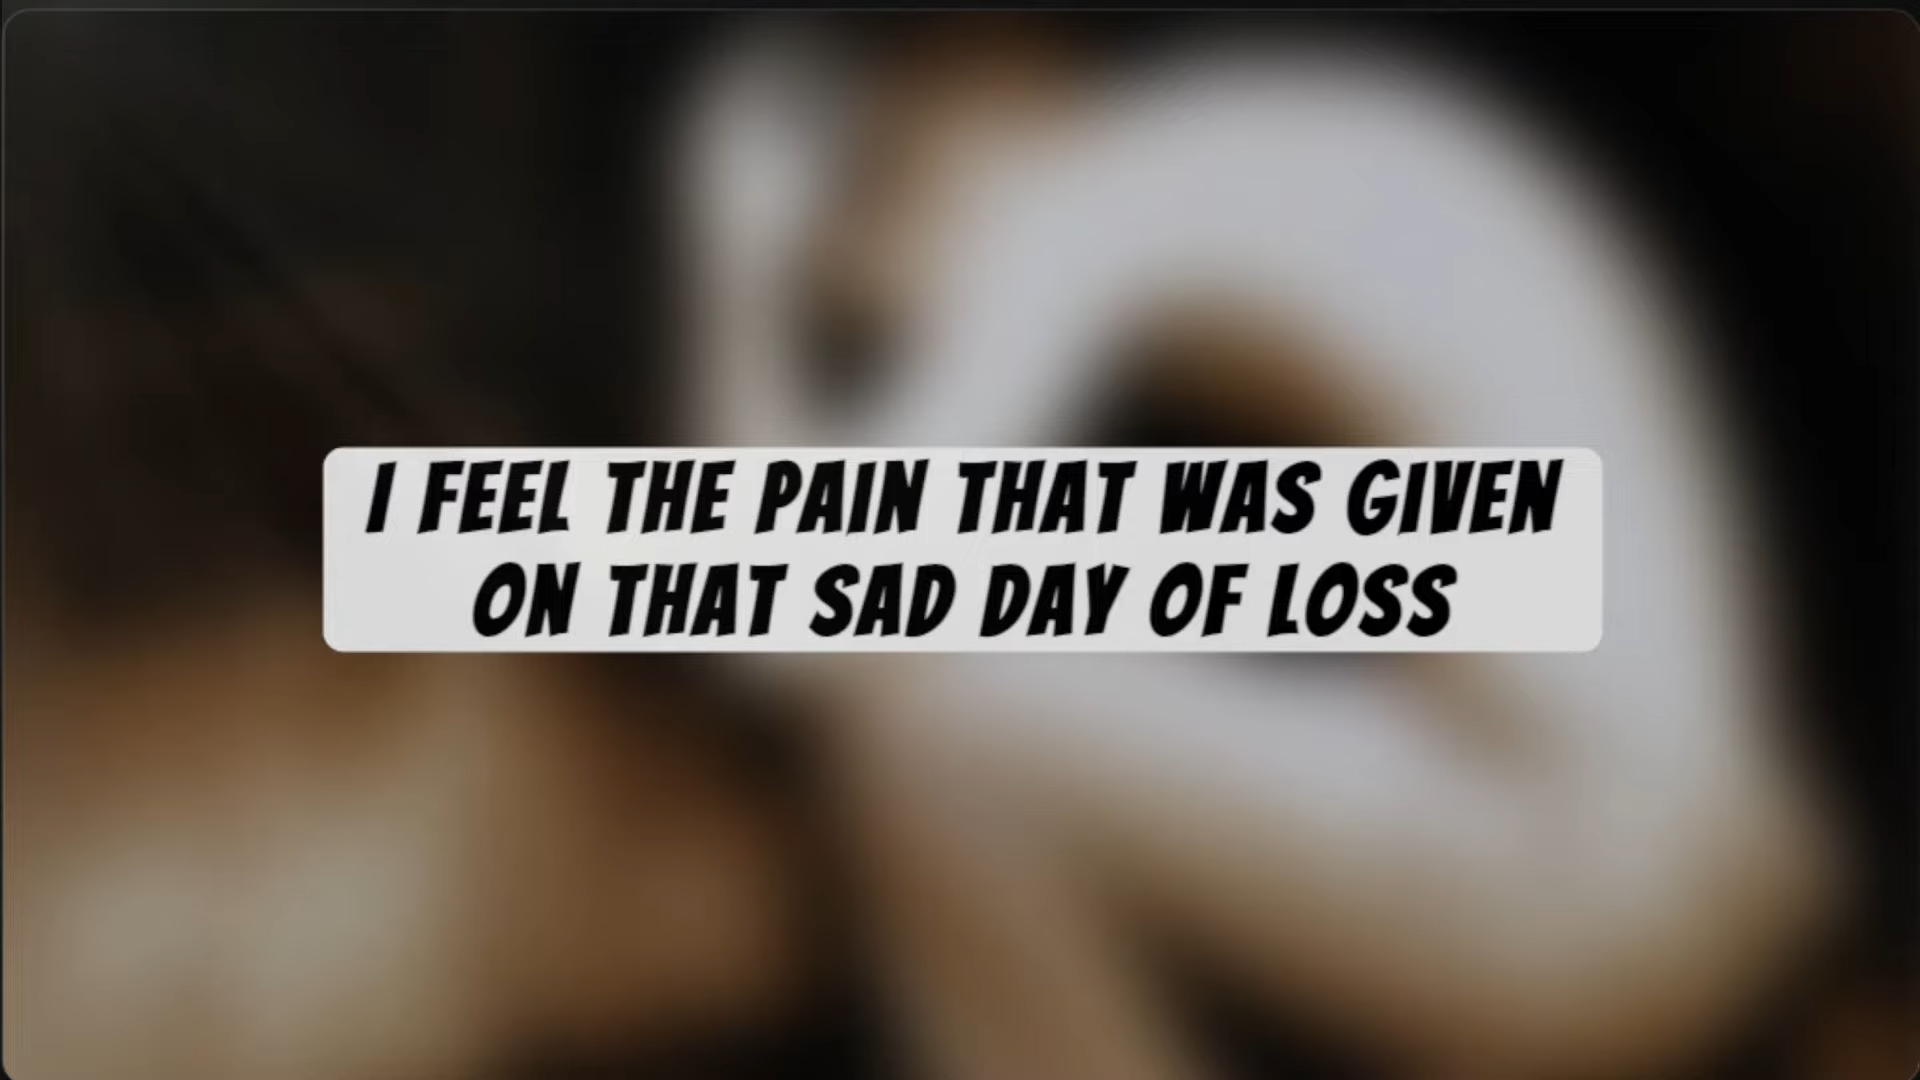 I FEEL THE PAIN THAT WAS GIVEN
ON THAT SAD DAY OF LOSS